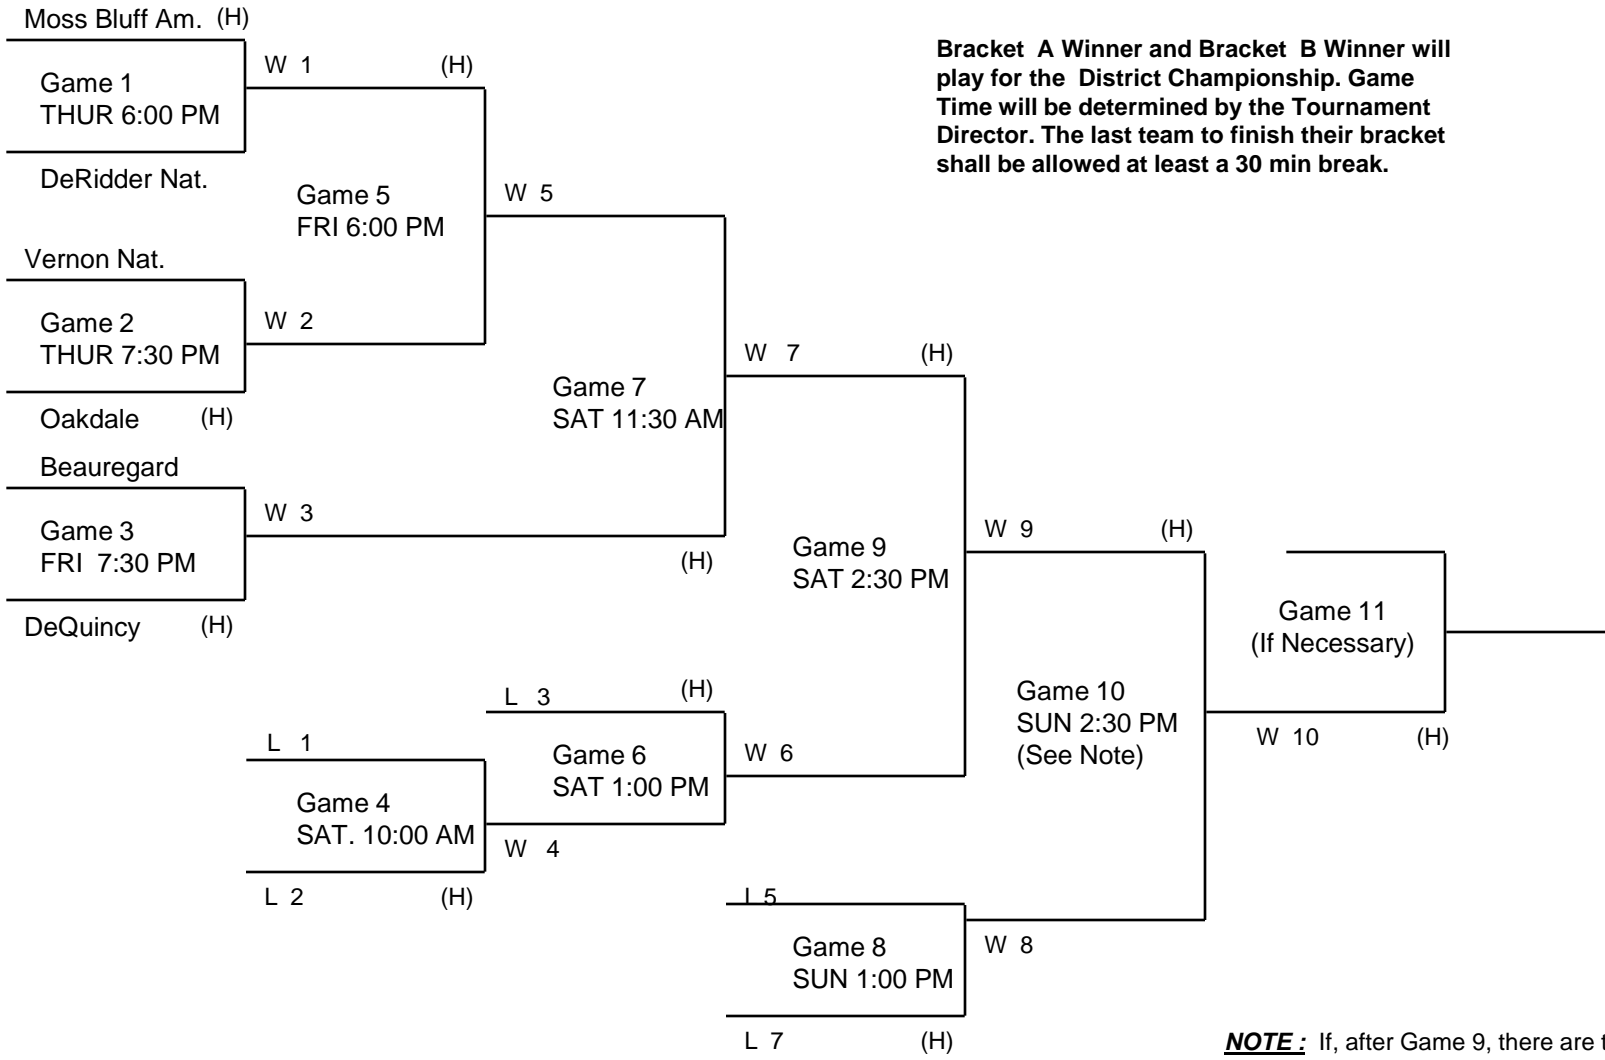 Moss Bluff Am. (H)
Game 1
THUR 6:00 PM
DeRidder Nat.
W 1 (H)
Bracket A Winner and Bracket B Winner will
play for the District Championship. Game
Time will be determined by the Tournament
Director. The last team to finish their bracket
shall be allowed at least a 30 min break.
Game 5
FRI 6:00 PM
W 5
Vernon Nat.
Game 2
THUR 7:30 PM
Oakdale (H)
W 2
Game 7
SAT 11:30 AM
W 7 (H)
Beauregard
Game 3
FRI 7:30 PM
DeQuincy (H)
W 3
(H)
Game 9
SAT 2:30 PM
W 9 (H)
Game 11
(If Necessary)
L 3 (H)
Game 6
SAT 1:00 PM
W 6
Game 10
SUN 2:30 PM
(See Note)
W 10 (H)
L 1
Game 4
SAT. 10:00 AM
L 2 (H)
W 4
L 5
Game 8
SUN 1:00 PM
L 7 (H)
W 8
NOTE : If, after Game 9, there are